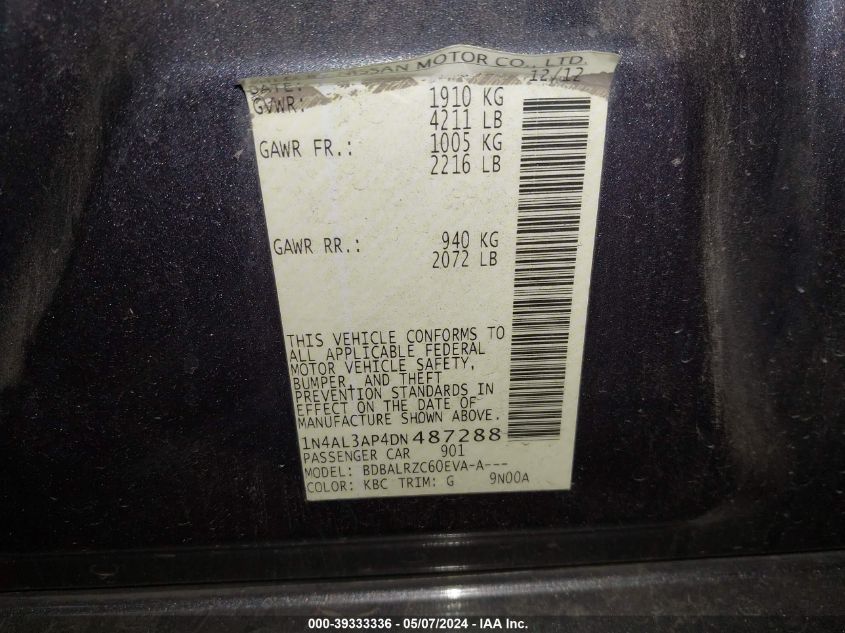 NISSAN MOTOR CO., LTD.
DATE: 12/12
GVWR: 1910 KG
4211 LB
GAWR FR.: 1005 KG
2216 LB
GAWR RR.: 940 KG
2072 LB
THIS VEHICLE CONFORMS TO
ALL APPLICABLE FEDERAL
MOTOR VEHICLE SAFETY,
BUMPER, AND THEFT
PREVENTION STANDARDS IN
EFFECT ON THE DATE OF
MANUFACTURE SHOWN ABOVE.
1N4AL3AP4DN487288
PASSENGER CAR 901
MODEL: BDBALRZC60EVA-A---
COLOR: KBC TRIM: G 9N00A
000-39333336 - 05/07/2024 - IAA Inc.